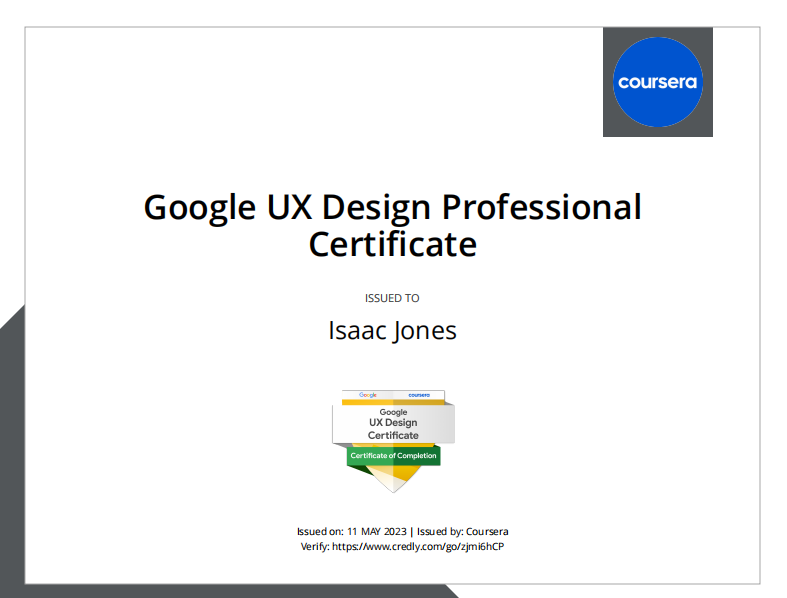 coursera
Google UX Design Professional
Certificate
ISSUED TO
Isaac Jones
Google coursera
Google
UX Design
Certificate
Certificate of Completion
Issued on: 11 MAY 2023 | Issued by: Coursera
Verify: https://www.credly.com/go/zjmi6hCP